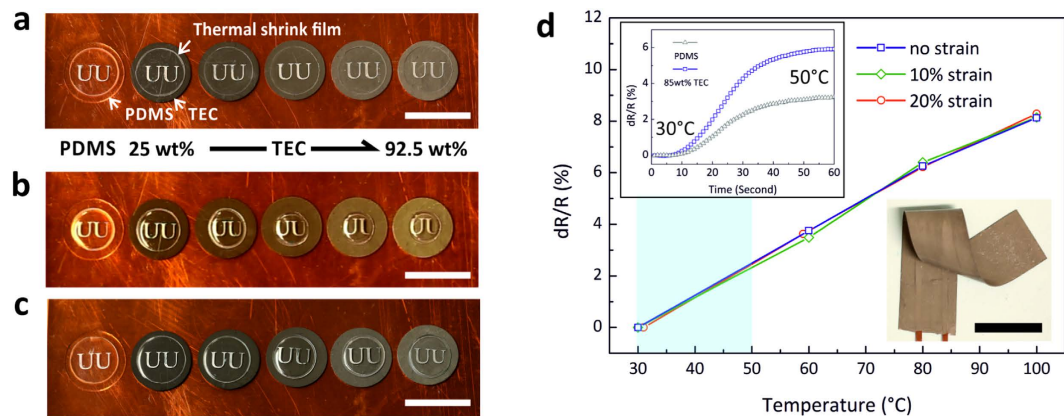 a
Thermal shrink film
UU UU UU UU UU UU
PDMS TEC
PDMS 25 wt% TEC 92.5 wt%
b
UU UU UU UU UU UU
c
UU UU UU UU UU UU
d
12
10
8
6
4
2
0
dR/R (%)
30 40 50 60 70 80 90 100
Temperature (°C)
no strain
10% strain
20% strain
6
4
2
0
dR/R (%)
PDMS
85wt% TEC
50°C
30°C
0 10 20 30 40 50 60
Time (Second)